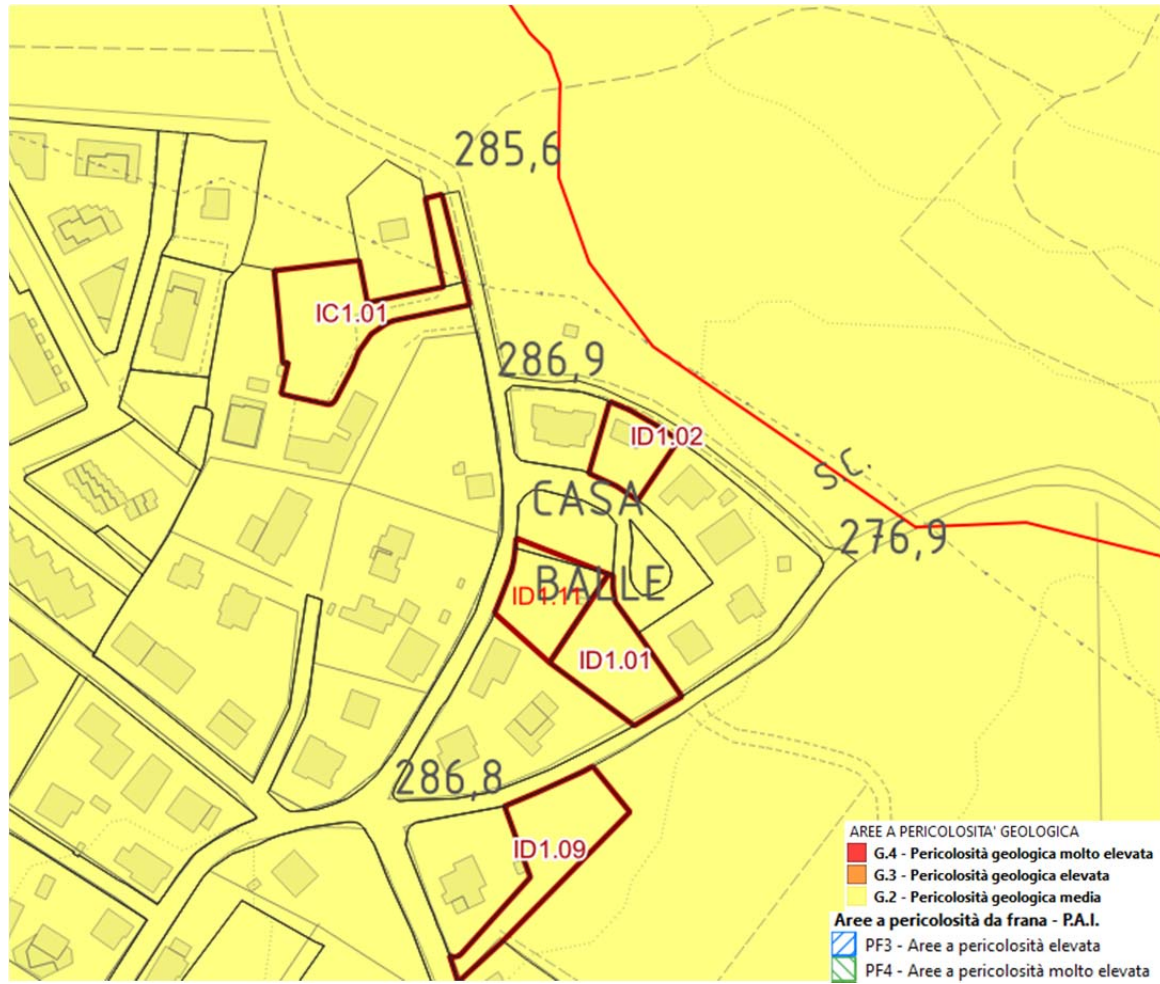 285,6
IC1.01
286,9
ID1.02
S.C.
CASA
276,9
BALLE
ID1.11
ID1.01
286,8
ID1.09
AREE A PERICOLOSITA' GEOLOGICA
G.4 - Pericolosità geologica molto elevata
G.3 - Pericolosità geologica elevata
G.2 - Pericolosità geologica media
Aree a pericolosità da frana - P.A.I.
PF3 - Aree a pericolosità elevata
PF4 - Aree a pericolosità molto elevata